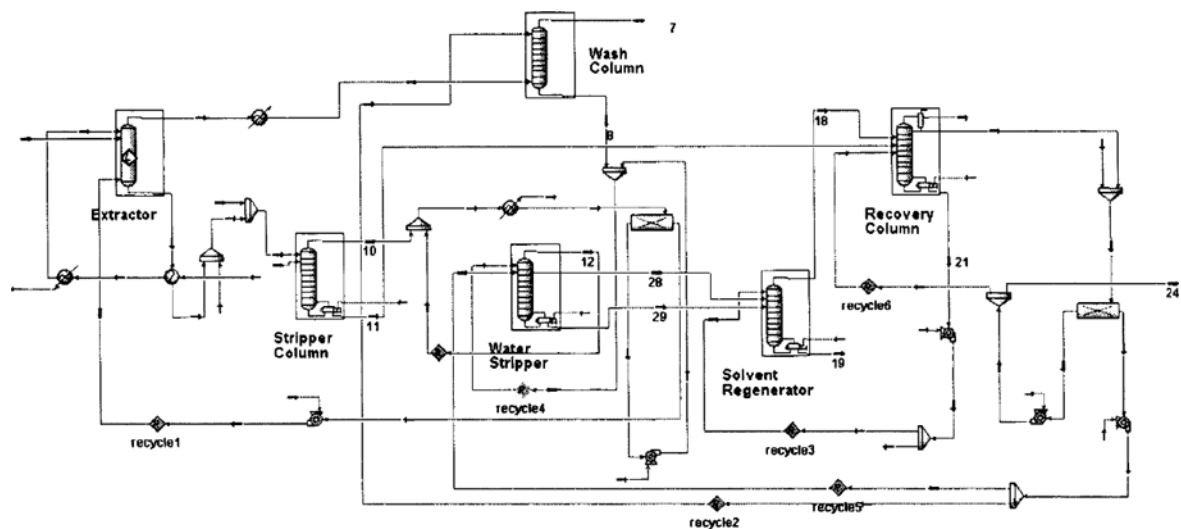 7
Wash
Column
8
18
Extractor
Recovery
Column
10
12
28
21
24
11
29
recycle6
Stripper
Column
Water
Stripper
Solvent
Regenerator
19
recycle4
recycle1
recycle3
recycle5
recycle2